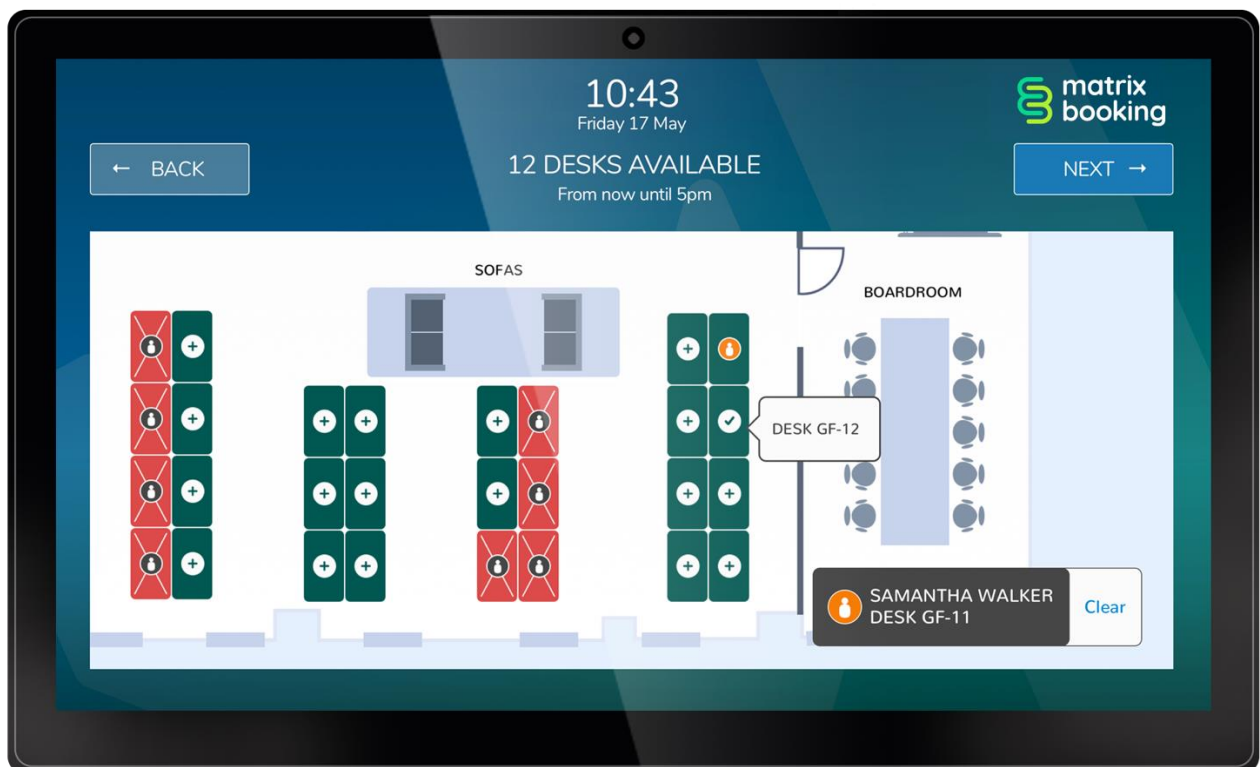 10:43
Friday 17 May
matrix
booking
← BACK
12 DESKS AVAILABLE
From now until 5pm
NEXT →
SOFAS
BOARDROOM
DESK GF-12
SAMANTHA WALKER
DESK GF-11
Clear